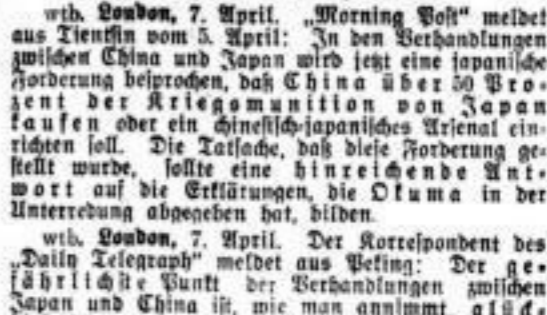 wtb. London, 7. April. „Morning Post“ meldet
aus Tientsin vom 5. April: In den Verhandlungen
zwischen China und Japan wird jetzt eine japanische
Forderung besprochen, daß China über 50 Pro-
zent der Kriegsmunition von Japan
kaufen oder ein chinesisch-japanisches Arsenal ein-
richten soll. Die Tatsache, daß diese Forderung ge-
stellt wurde, sollte eine hinreichende Ant-
wort auf die Erklärungen, die Okuma in der
Unterredung abgegeben hat, bilden.
wtb. London, 7. April. Der Korrespondent des
„Daily Telegraph“ meldet aus Peking: Der ge-
fährlichste Punkt der Verhandlungen zwischen
Japan und China ist, wie man annimmt, glück-